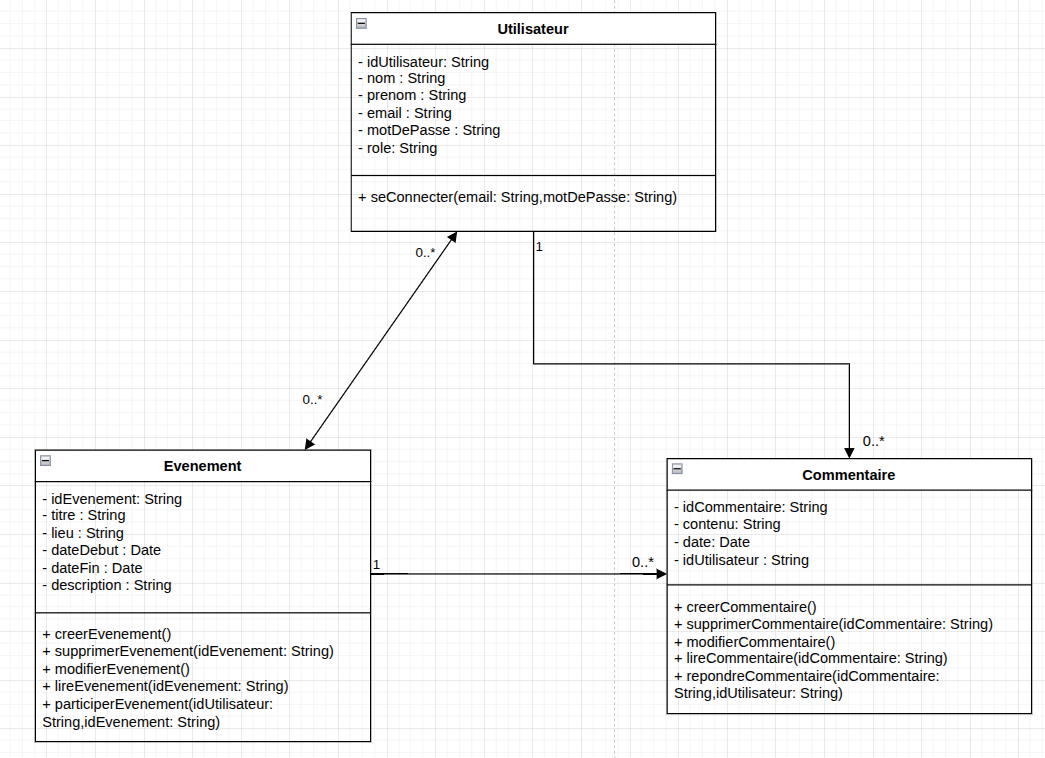 Utilisateur
- idUtilisateur: String
- nom : String
- prenom : String
- email : String
- motDePasse : String
- role: String
+ seConnecter(email: String,motDePasse: String)
0..*
1
0..*
0..*
Evenement
- idEvenement: String
- titre : String
- lieu : String
- dateDebut : Date
- dateFin : Date
- description : String
+ creerEvenement()
+ supprimerEvenement(idEvenement: String)
+ modifierEvenement()
+ lireEvenement(idEvenement: String)
+ participerEvenement(idUtilisateur:
String,idEvenement: String)
1
0..*
Commentaire
- idCommentaire: String
- contenu: String
- date: Date
- idUtilisateur : String
+ creerCommentaire()
+ supprimerCommentaire(idCommentaire: String)
+ modifierCommentaire()
+ lireCommentaire(idCommentaire: String)
+ repondreCommentaire(idCommentaire:
String,idUtilisateur: String)